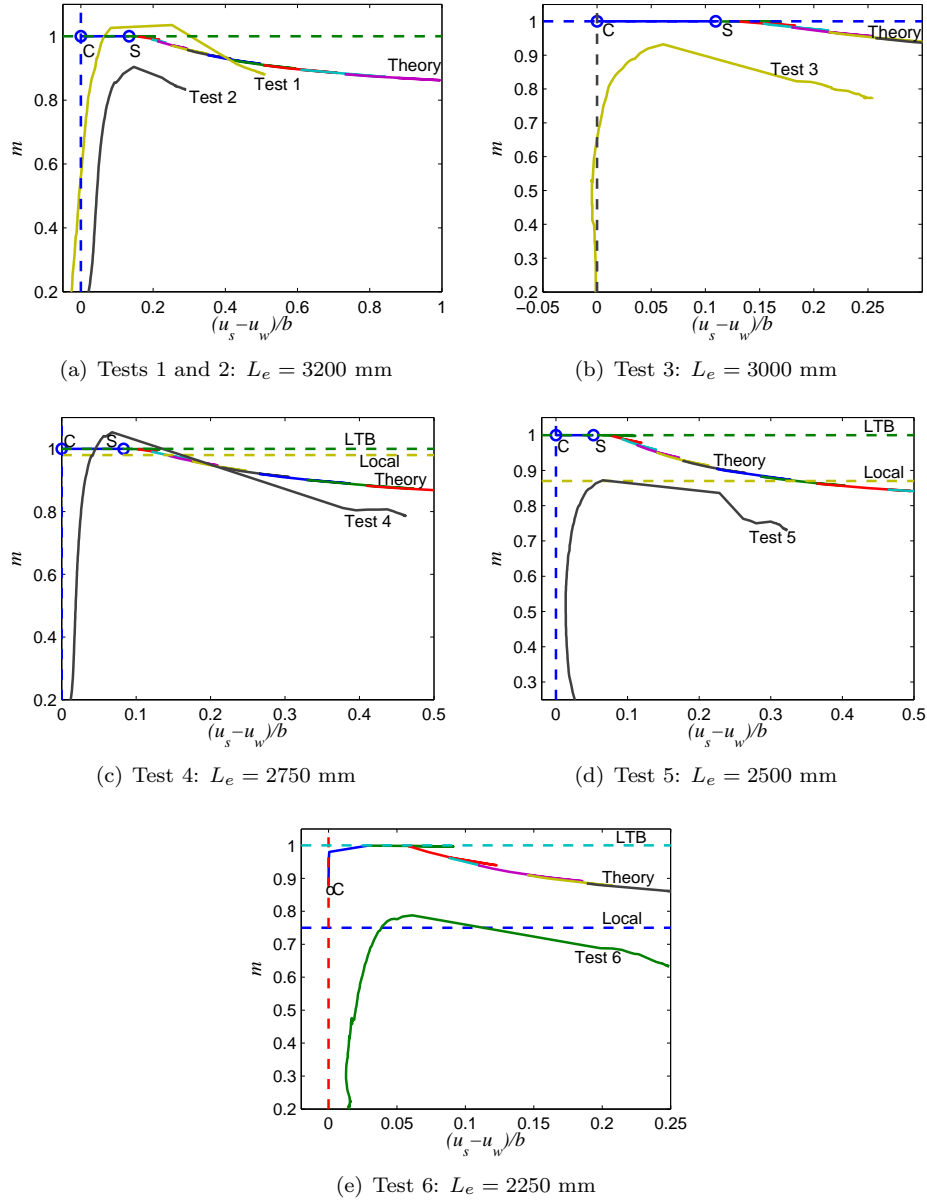 1
0.8
0.6
0.4
0.2
m
C
S
Theory
Test 1
Test 2
0 0.2 0.4 0.6 0.8 1
(u_s−u_w)/b
(a) Tests 1 and 2: L_e = 3200 mm
1
0.9
0.8
0.7
0.6
0.5
0.4
0.3
0.2
m
C
S
Theory
Test 3
−0.05 0 0.05 0.1 0.15 0.2 0.25
(u_s−u_w)/b
(b) Test 3: L_e = 3000 mm
1
0.8
0.6
0.4
0.2
m
C
S
LTB
Local
Theory
Test 4
0 0.1 0.2 0.3 0.4 0.5
(u_s−u_w)/b
(c) Test 4: L_e = 2750 mm
1
0.9
0.8
0.7
0.6
0.5
0.4
0.3
m
C
S
LTB
Theory
Local
Test 5
0 0.1 0.2 0.3 0.4 0.5
(u_s−u_w)/b
(d) Test 5: L_e = 2500 mm
1
0.9
0.8
0.7
0.6
0.5
0.4
0.3
0.2
m
LTB
C
Theory
Local
Test 6
0 0.05 0.1 0.15 0.2 0.25
(u_s−u_w)/b
(e) Test 6: L_e = 2250 mm